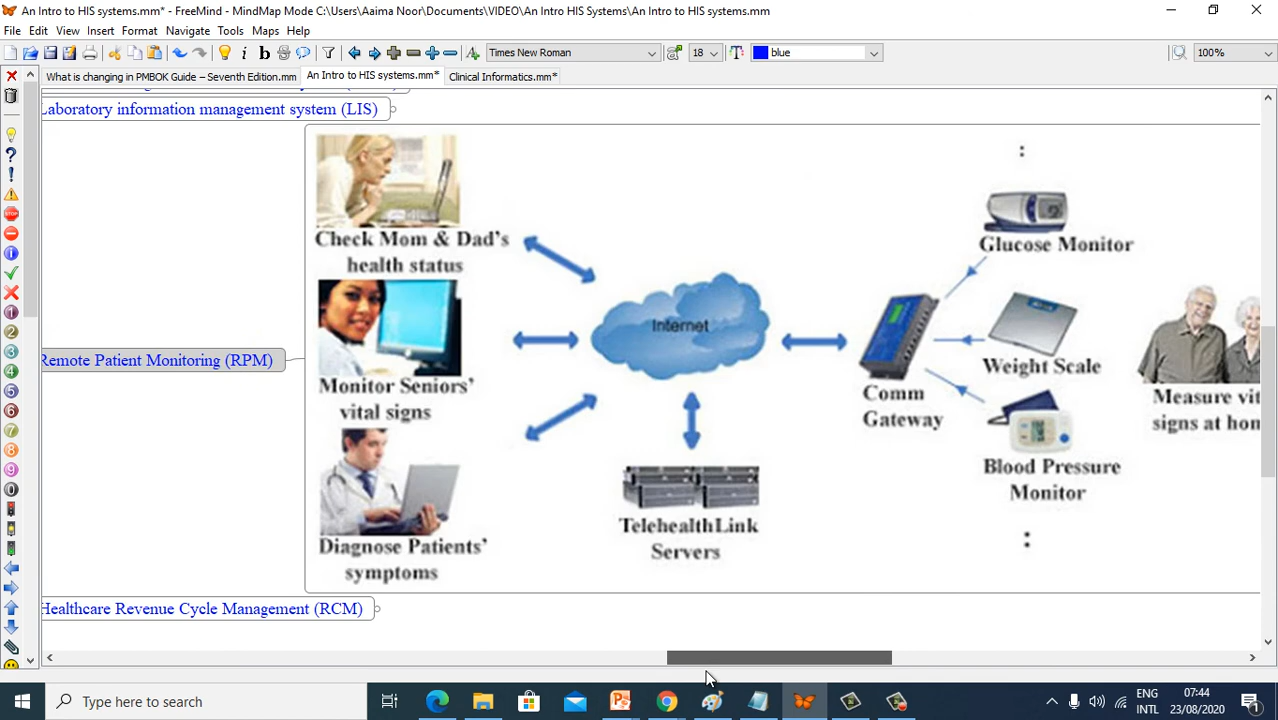 An Intro to HIS systems.mm* - FreeMind - MindMap Mode C:\Users\Aaima Noor\Documents\VIDEO\An Intro HIS Systems\An Intro to HIS systems.mm
File Edit View Insert Format Navigate Tools Maps Help
Times New Roman 18 blue 100%
What is changing in PMBOK Guide – Seventh Edition.mm An Intro to HIS systems.mm* Clinical Informatics.mm*
Laboratory information management system (LIS)
:
Glucose Monitor
Check Mom & Dad's
health status
Internet
Remote Patient Monitoring (RPM)
Weight Scale
Monitor Seniors'
vital signs
Comm
Gateway
Measure vit
signs at hom
Blood Pressure
Monitor
TelehealthLink
Servers
:
Diagnose Patients'
symptoms
Healthcare Revenue Cycle Management (RCM)
Type here to search
ENG
INTL
07:44
23/08/2020